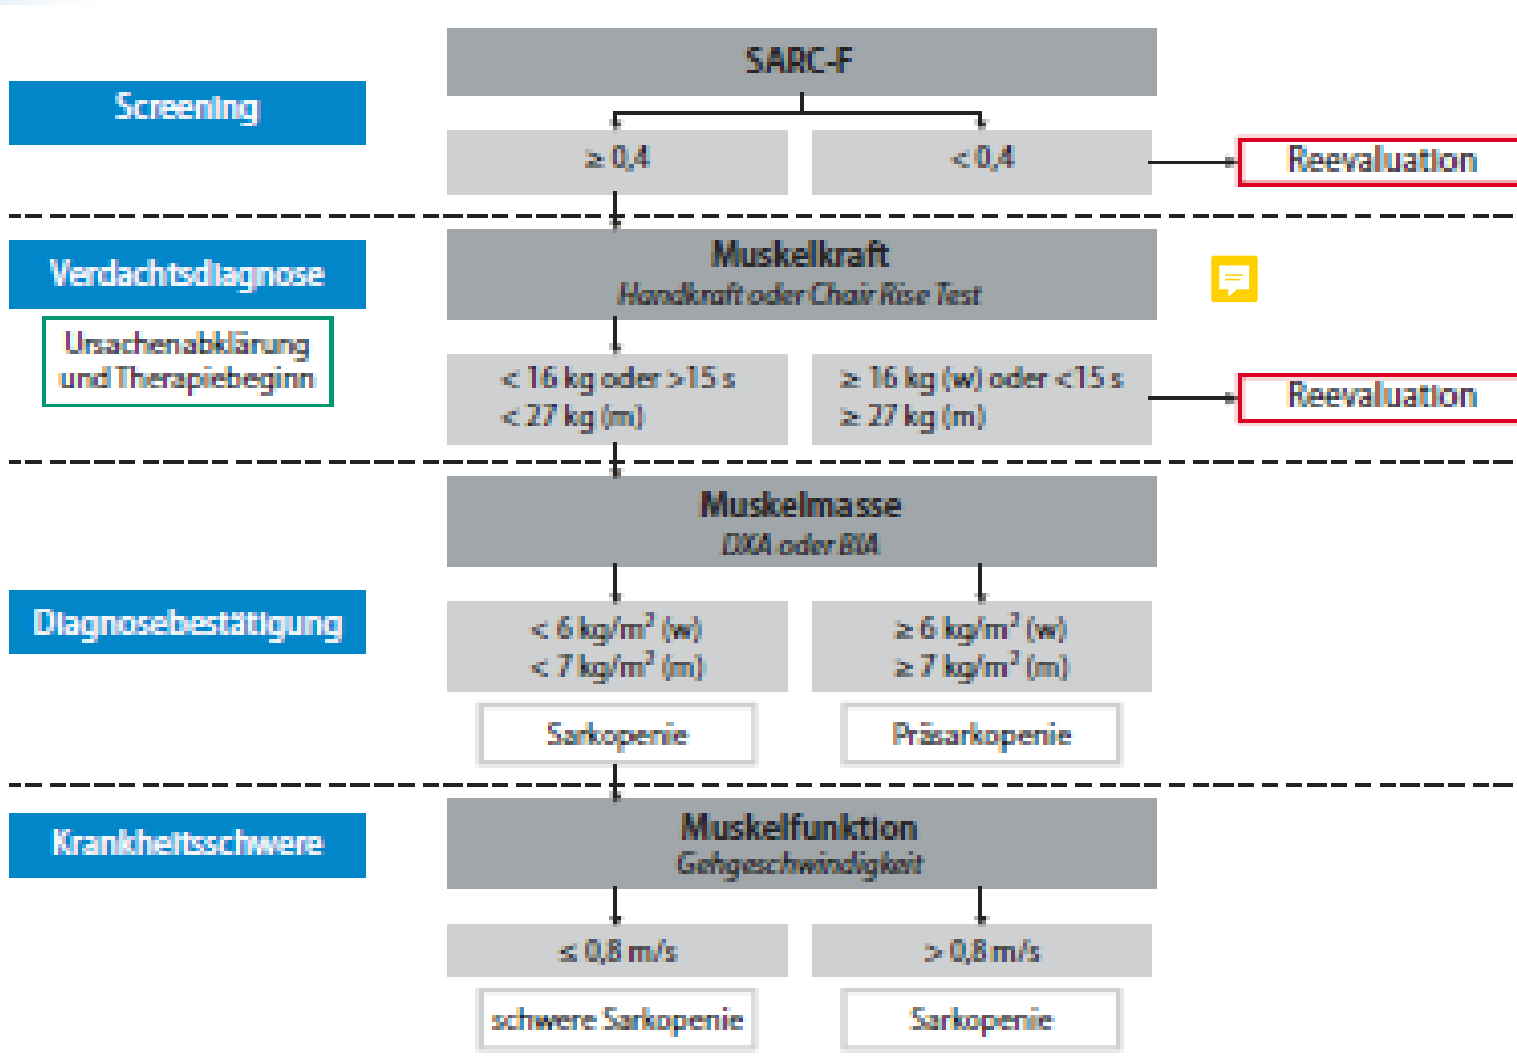 SARC-F
Screening
≥ 0,4
< 0,4
Reevaluation
Verdachtsdiagnose
Muskelkraft
Handkraft oder Chair Rise Test
Ursachenabklärung
und Therapiebeginn
< 16 kg oder >15 s
< 27 kg (m)
≥ 16 kg (w) oder <15 s
≥ 27 kg (m)
Reevaluation
Muskelmasse
DXA oder BIA
Diagnosebestätigung
< 6 kg/m² (w)
< 7 kg/m² (m)
≥ 6 kg/m² (w)
≥ 7 kg/m² (m)
Sarkopenie
Präsarkopenie
Krankheitsschwere
Muskelfunktion
Gehgeschwindigkeit
≤ 0,8 m/s
> 0,8 m/s
schwere Sarkopenie
Sarkopenie